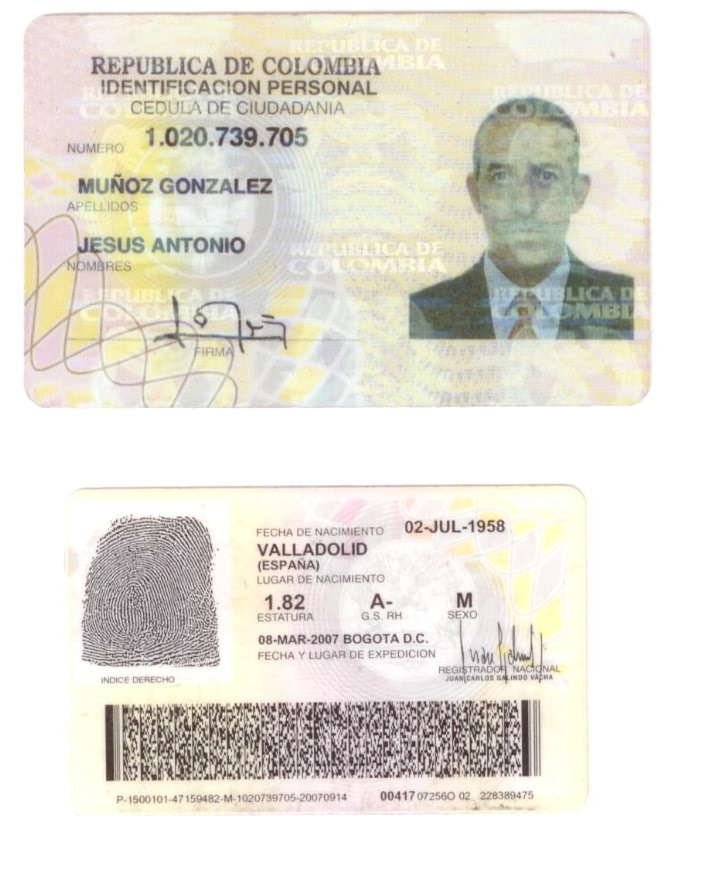 REPUBLICA DE COLOMBIA
IDENTIFICACION PERSONAL
CEDULA DE CIUDADANIA
NUMERO 1.020.739.705
MUÑOZ GONZALEZ
APELLIDOS
JESUS ANTONIO
NOMBRES
FIRMA
REPUBLICA DE
COLOMBIA
REPUBLICA DE
COLOMBIA
REPUBLICA DE
COLOMBIA
REPUBLICA DE
COLOMBIA
FECHA DE NACIMIENTO 02-JUL-1958
VALLADOLID
(ESPAÑA)
LUGAR DE NACIMIENTO
1.82 A- M
ESTATURA G.S. RH SEXO
08-MAR-2007 BOGOTA D.C.
FECHA Y LUGAR DE EXPEDICION
REGISTRADOR NACIONAL
JUAN CARLOS GALINDO VACHA
INDICE DERECHO
P-1500101-47159482-M-1020739705-20070914 00417 07256O 02 228389475